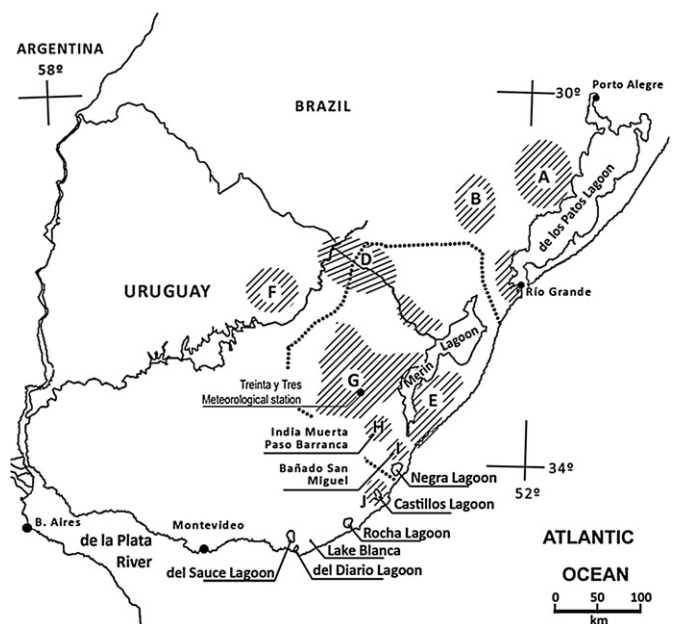 ARGENTINA
58º
BRAZIL
30º
Porto Alegre
A
B
de los Patos Lagoon
D
F
URUGUAY
Río Grande
Lagoon
Merin
G
E
Treinta y Tres
Meteorological station
H
India Muerta
Paso Barranca
I
Bañado San
Miguel
34º
52º
Negra Lagoon
J
Castillos Lagoon
B. Aires
Montevideo
Rocha Lagoon
de la Plata
River
Lake Blanca
del Sauce Lagoon
del Diario Lagoon
ATLANTIC
OCEAN
0 50 100
km